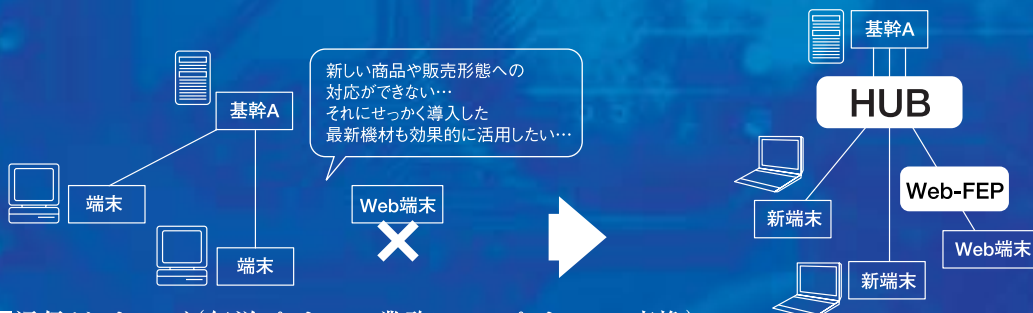 基幹A
新しい商品や販売形態への
対応ができない…
それにせっかく導入した
最新機材も効果的に活用したい…
端末
Web端末
端末
基幹A
HUB
Web-FEP
新端末
Web端末
新端末